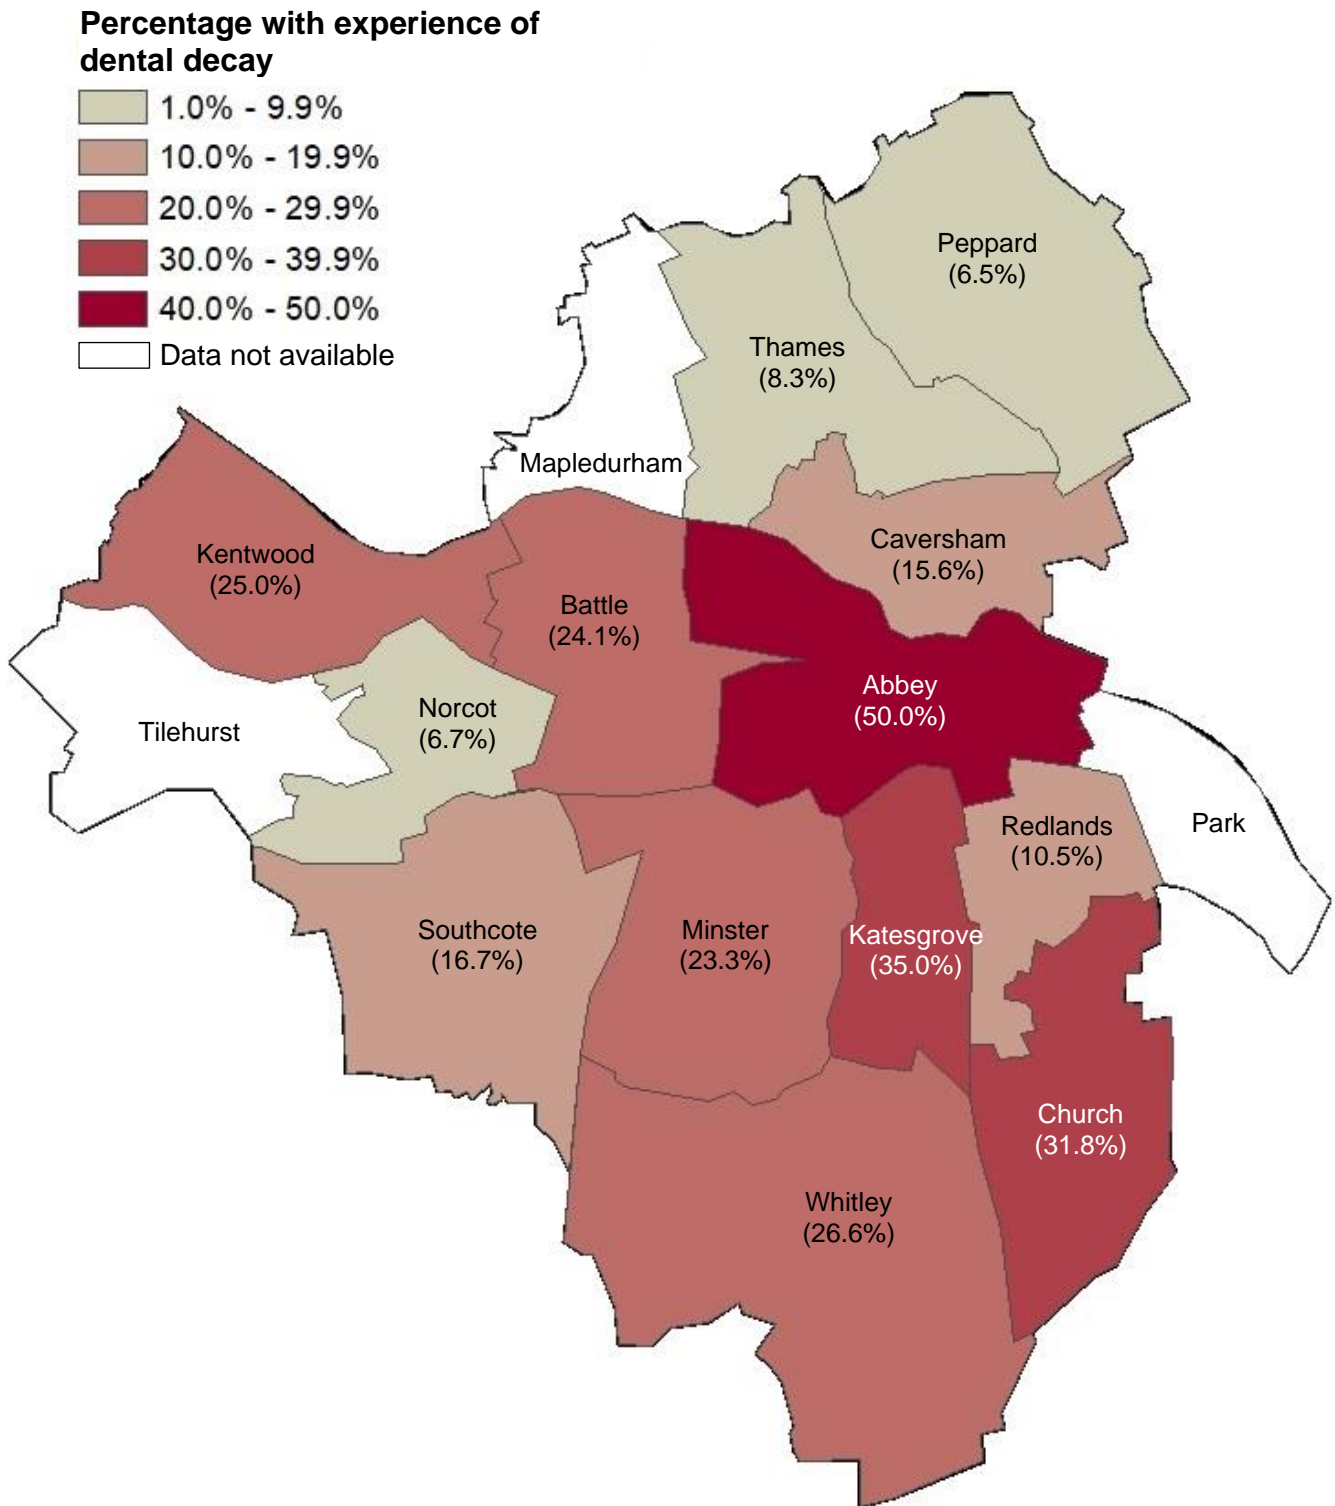 Percentage with experience of
dental decay
1.0% - 9.9%
10.0% - 19.9%
20.0% - 29.9%
30.0% - 39.9%
40.0% - 50.0%
Data not available
Peppard
(6.5%)
Thames
(8.3%)
Mapledurham
Caversham
(15.6%)
Kentwood
(25.0%)
Battle
(24.1%)
Abbey
(50.0%)
Norcot
(6.7%)
Tilehurst
Redlands
(10.5%)
Park
Southcote
(16.7%)
Minster
(23.3%)
Katesgrove
(35.0%)
Church
(31.8%)
Whitley
(26.6%)